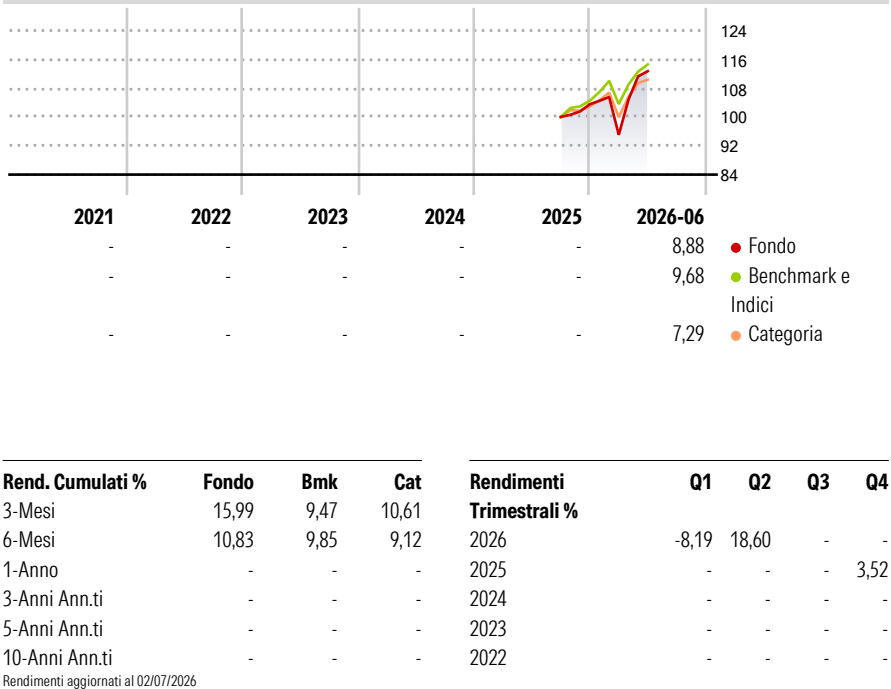 124
116
108
100
92
84
2021 2022 2023 2024 2025 2026-06
- - - - - 8,88 Fondo
- - - - - 9,68 Benchmark e
Indici
- - - - - 7,29 Categoria
Rend. Cumulati % Fondo Bmk Cat
3-Mesi 15,99 9,47 10,61
6-Mesi 10,83 9,85 9,12
1-Anno - - -
3-Anni Ann.ti - - -
5-Anni Ann.ti - - -
10-Anni Ann.ti - - -
Rendimenti aggiornati al 02/07/2026
Rendimenti Q1 Q2 Q3 Q4
Trimestrali %
2026 -8,19 18,60 - -
2025 - - - 3,52
2024 - - - -
2023 - - - -
2022 - - - -